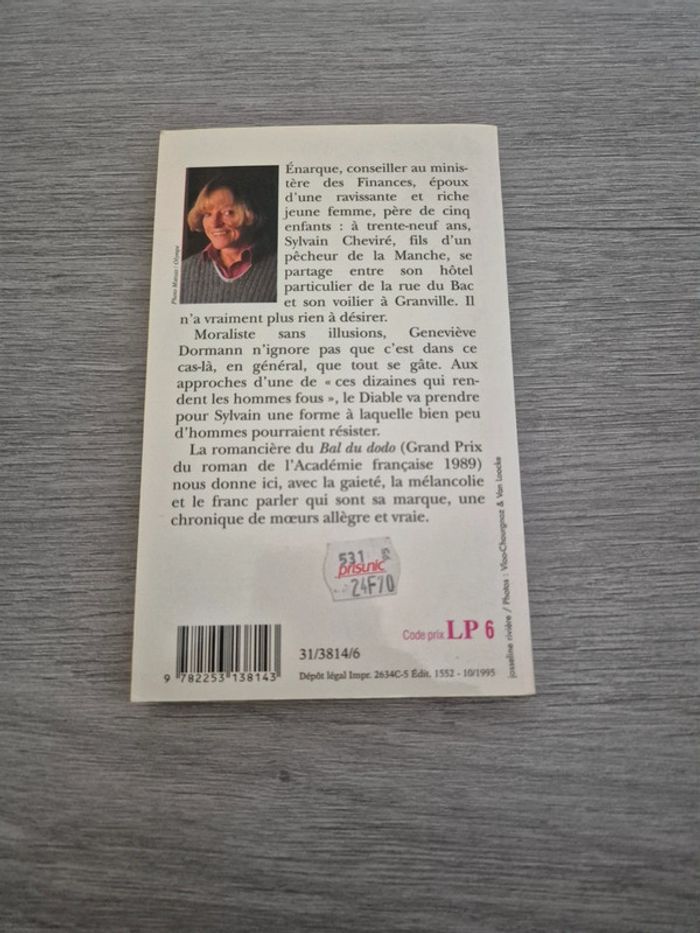 Énarque, conseiller au minis-
tère des Finances, époux
d'une ravissante et riche
jeune femme, père de cinq
enfants : à trente-neuf ans,
Sylvain Cheviré, fils d'un
pêcheur de la Manche, se
partage entre son hôtel
particulier de la rue du Bac
et son voilier à Granville. Il
n'a vraiment plus rien à désirer.
Moraliste sans illusions, Geneviève
Dormann n'ignore pas que c'est dans ce
cas-là, en général, que tout se gâte. Aux
approches d'une de « ces dizaines qui ren-
dent les hommes fous », le Diable va prendre
pour Sylvain une forme à laquelle bien peu
d'hommes pourraient résister.
La romancière du Bal du dodo (Grand Prix
du roman de l'Académie française 1989)
nous donne ici, avec la gaieté, la mélancolie
et le franc parler qui sont sa marque, une
chronique de mœurs allègre et vraie.
531 95
prisunic
24F70
Code prix LP 6
31/3814/6
9 782253 138143
Dépôt légal Impr. 2634C-5 Édit. 1552 - 10/1995
josseline rivière / Photos :